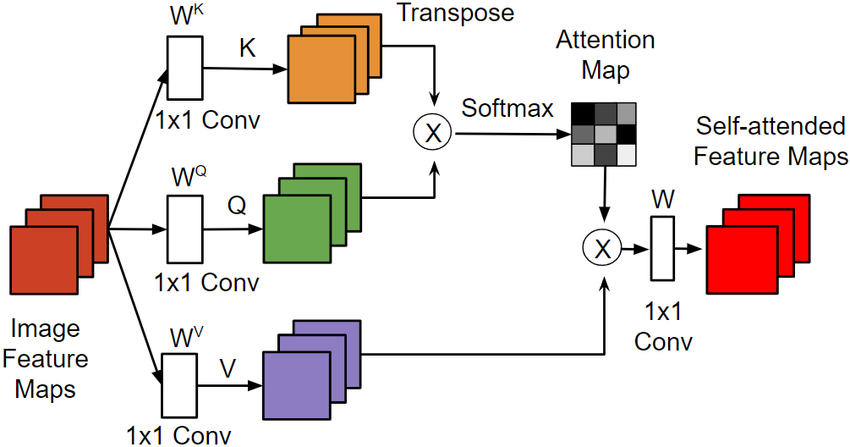 W^K
K
Transpose
1x1 Conv
X
Softmax
Attention
Map
W^Q
Q
1x1 Conv
Image
Feature
Maps
W^V
V
1x1 Conv
X
W
1x1
Conv
Self-attended
Feature Maps